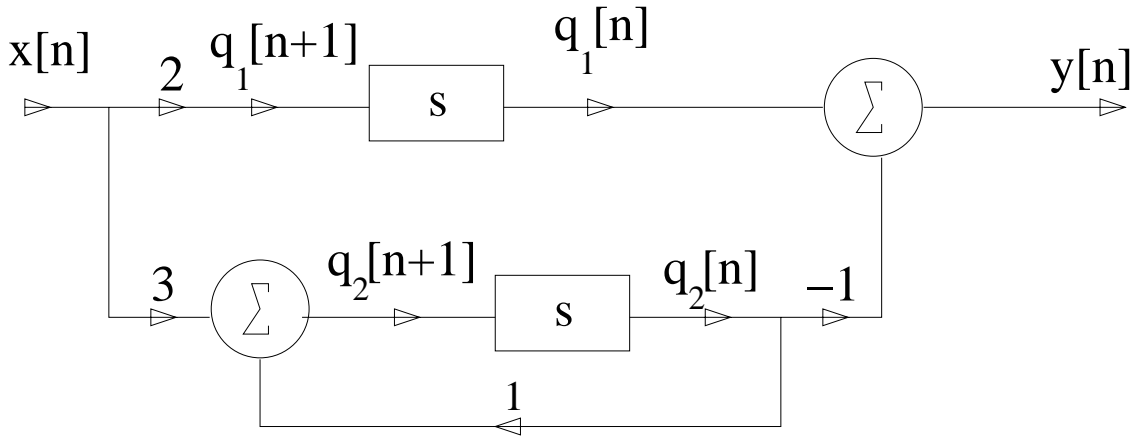 x[n] 2 q₁[n+1] s q₁[n] Σ y[n]
3 Σ q₂[n+1] s q₂[n] −1
1